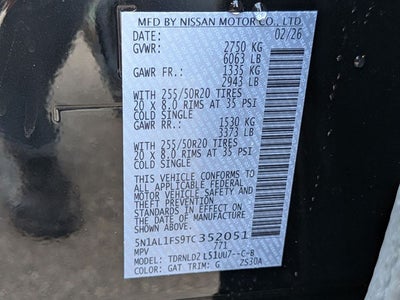 MFD BY NISSAN MOTOR CO., LTD
DATE: 02/26
GVWR: 2750 KG
6063 LB
GAWR FR.: 1335 KG
2943 LB
WITH 255/50R20 TIRES
20 x 8.0 RIMS AT 35 PSI
COLD SINGLE
GAWR RR.: 1530 KG
3373 LB
WITH 255/50R20 TIRES
20 x 8.0 RIMS AT 35 PSI
COLD SINGLE
THIS VEHICLE CONFORMS TO
ALL APPLICABLE FEDERAL
MOTOR VEHICLE SAFETY AND
THEFT PREVENTION
STANDARDS IN EFFECT ON
THE DATE OF MANUFACTURE
SHOWN ABOVE
5N1AL1FS9TC352051
MPV 771
MODEL: TDRNLDZ L51UU7--C-B
COLOR: GAT TRIM: G ZS30A